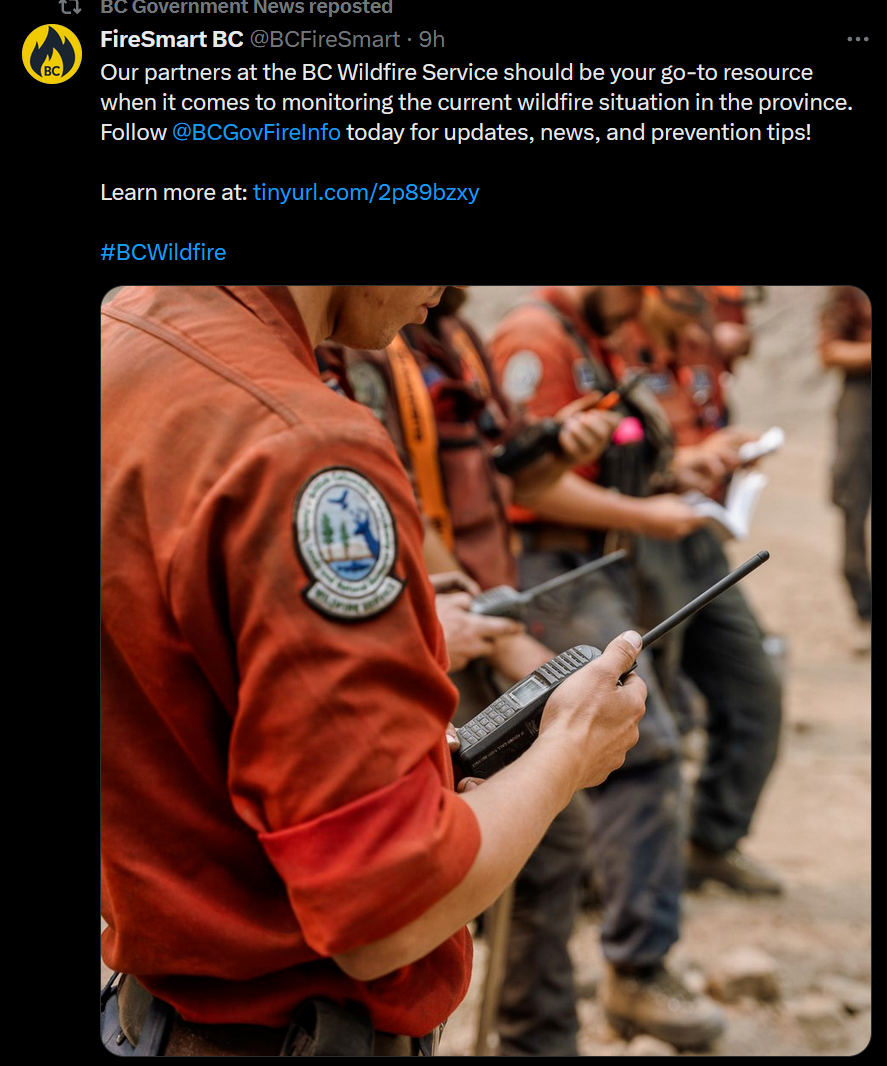 BC Government News reposted
FireSmart BC @BCFireSmart · 9h
Our partners at the BC Wildfire Service should be your go-to resource
when it comes to monitoring the current wildfire situation in the province.
Follow @BCGovFireInfo today for updates, news, and prevention tips!
Learn more at: tinyurl.com/2p89bzxy
#BCWildfire
BC
WILDFIRE SERVICE